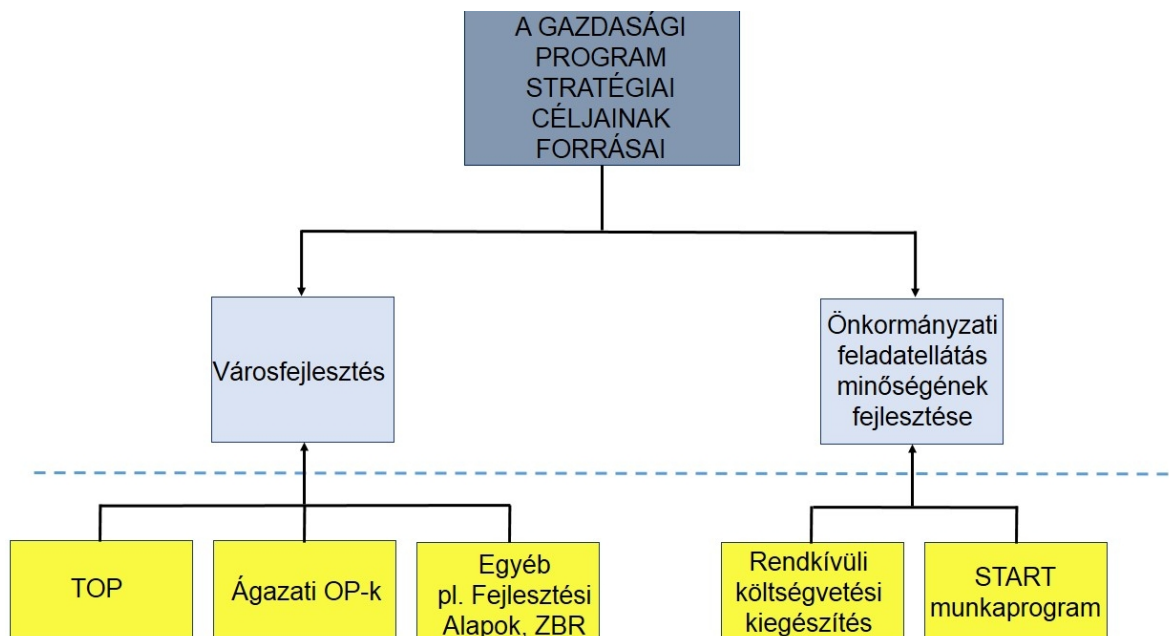 A GAZDASÁGI
PROGRAM
STRATÉGIAI
CÉLJAINAK
FORRÁSAI
Városfejlesztés
Önkormányzati
feladatellátás
minőségének
fejlesztése
TOP
Ágazati OP-k
Egyéb
pl. Fejlesztési
Alapok, ZBR
Rendkívüli
költségvetési
kiegészítés
START
munkaprogram